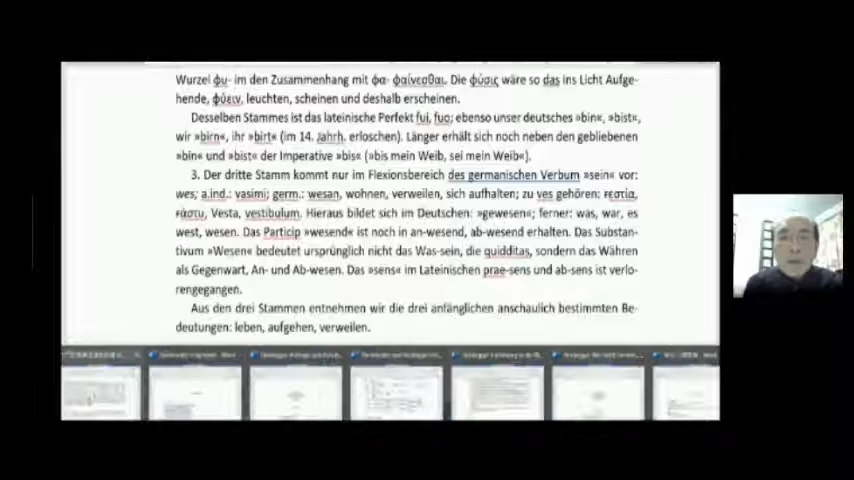 Wurzel φυ- im den Zusammenhang mit φα- φαίνεσθαι. Die φύσις wäre so das ins Licht Aufge-
hende, φύειν, leuchten, scheinen und deshalb erscheinen.
Desselben Stammes ist das lateinische Perfekt fui, fuo; ebenso unser deutsches »bin«, »bist«,
wir »birn«, ihr »birt« (im 14. Jahrh. erloschen). Länger erhält sich noch neben den gebliebenen
»bin« und »bist« der Imperative »bis« (»bis mein Weib, sei mein Weib«).
3. Der dritte Stamm kommt nur im Flexionsbereich des germanischen Verbum »sein« vor:
wes; a.ind.: vasimi; germ.: wesan, wohnen, verweilen, sich aufhalten; zu ves gehören: ϝεστία,
ϝάστυ, Vesta, vestibulum. Hieraus bildet sich im Deutschen: »gewesen«; ferner: was, war, es
west, wesen. Das Particip »wesend« ist noch in an-wesend, ab-wesend erhalten. Das Substan-
tivum »Wesen« bedeutet ursprünglich nicht das Was-sein, die quidditas, sondern das Währen
als Gegenwart, An- und Ab-wesen. Das »sens« im Lateinischen prae-sens und ab-sens ist verlo-
rengegangen.
Aus den drei Stammen entnehmen wir die drei anfänglichen anschaulich bestimmten Be-
deutungen: leben, aufgehen, verweilen.